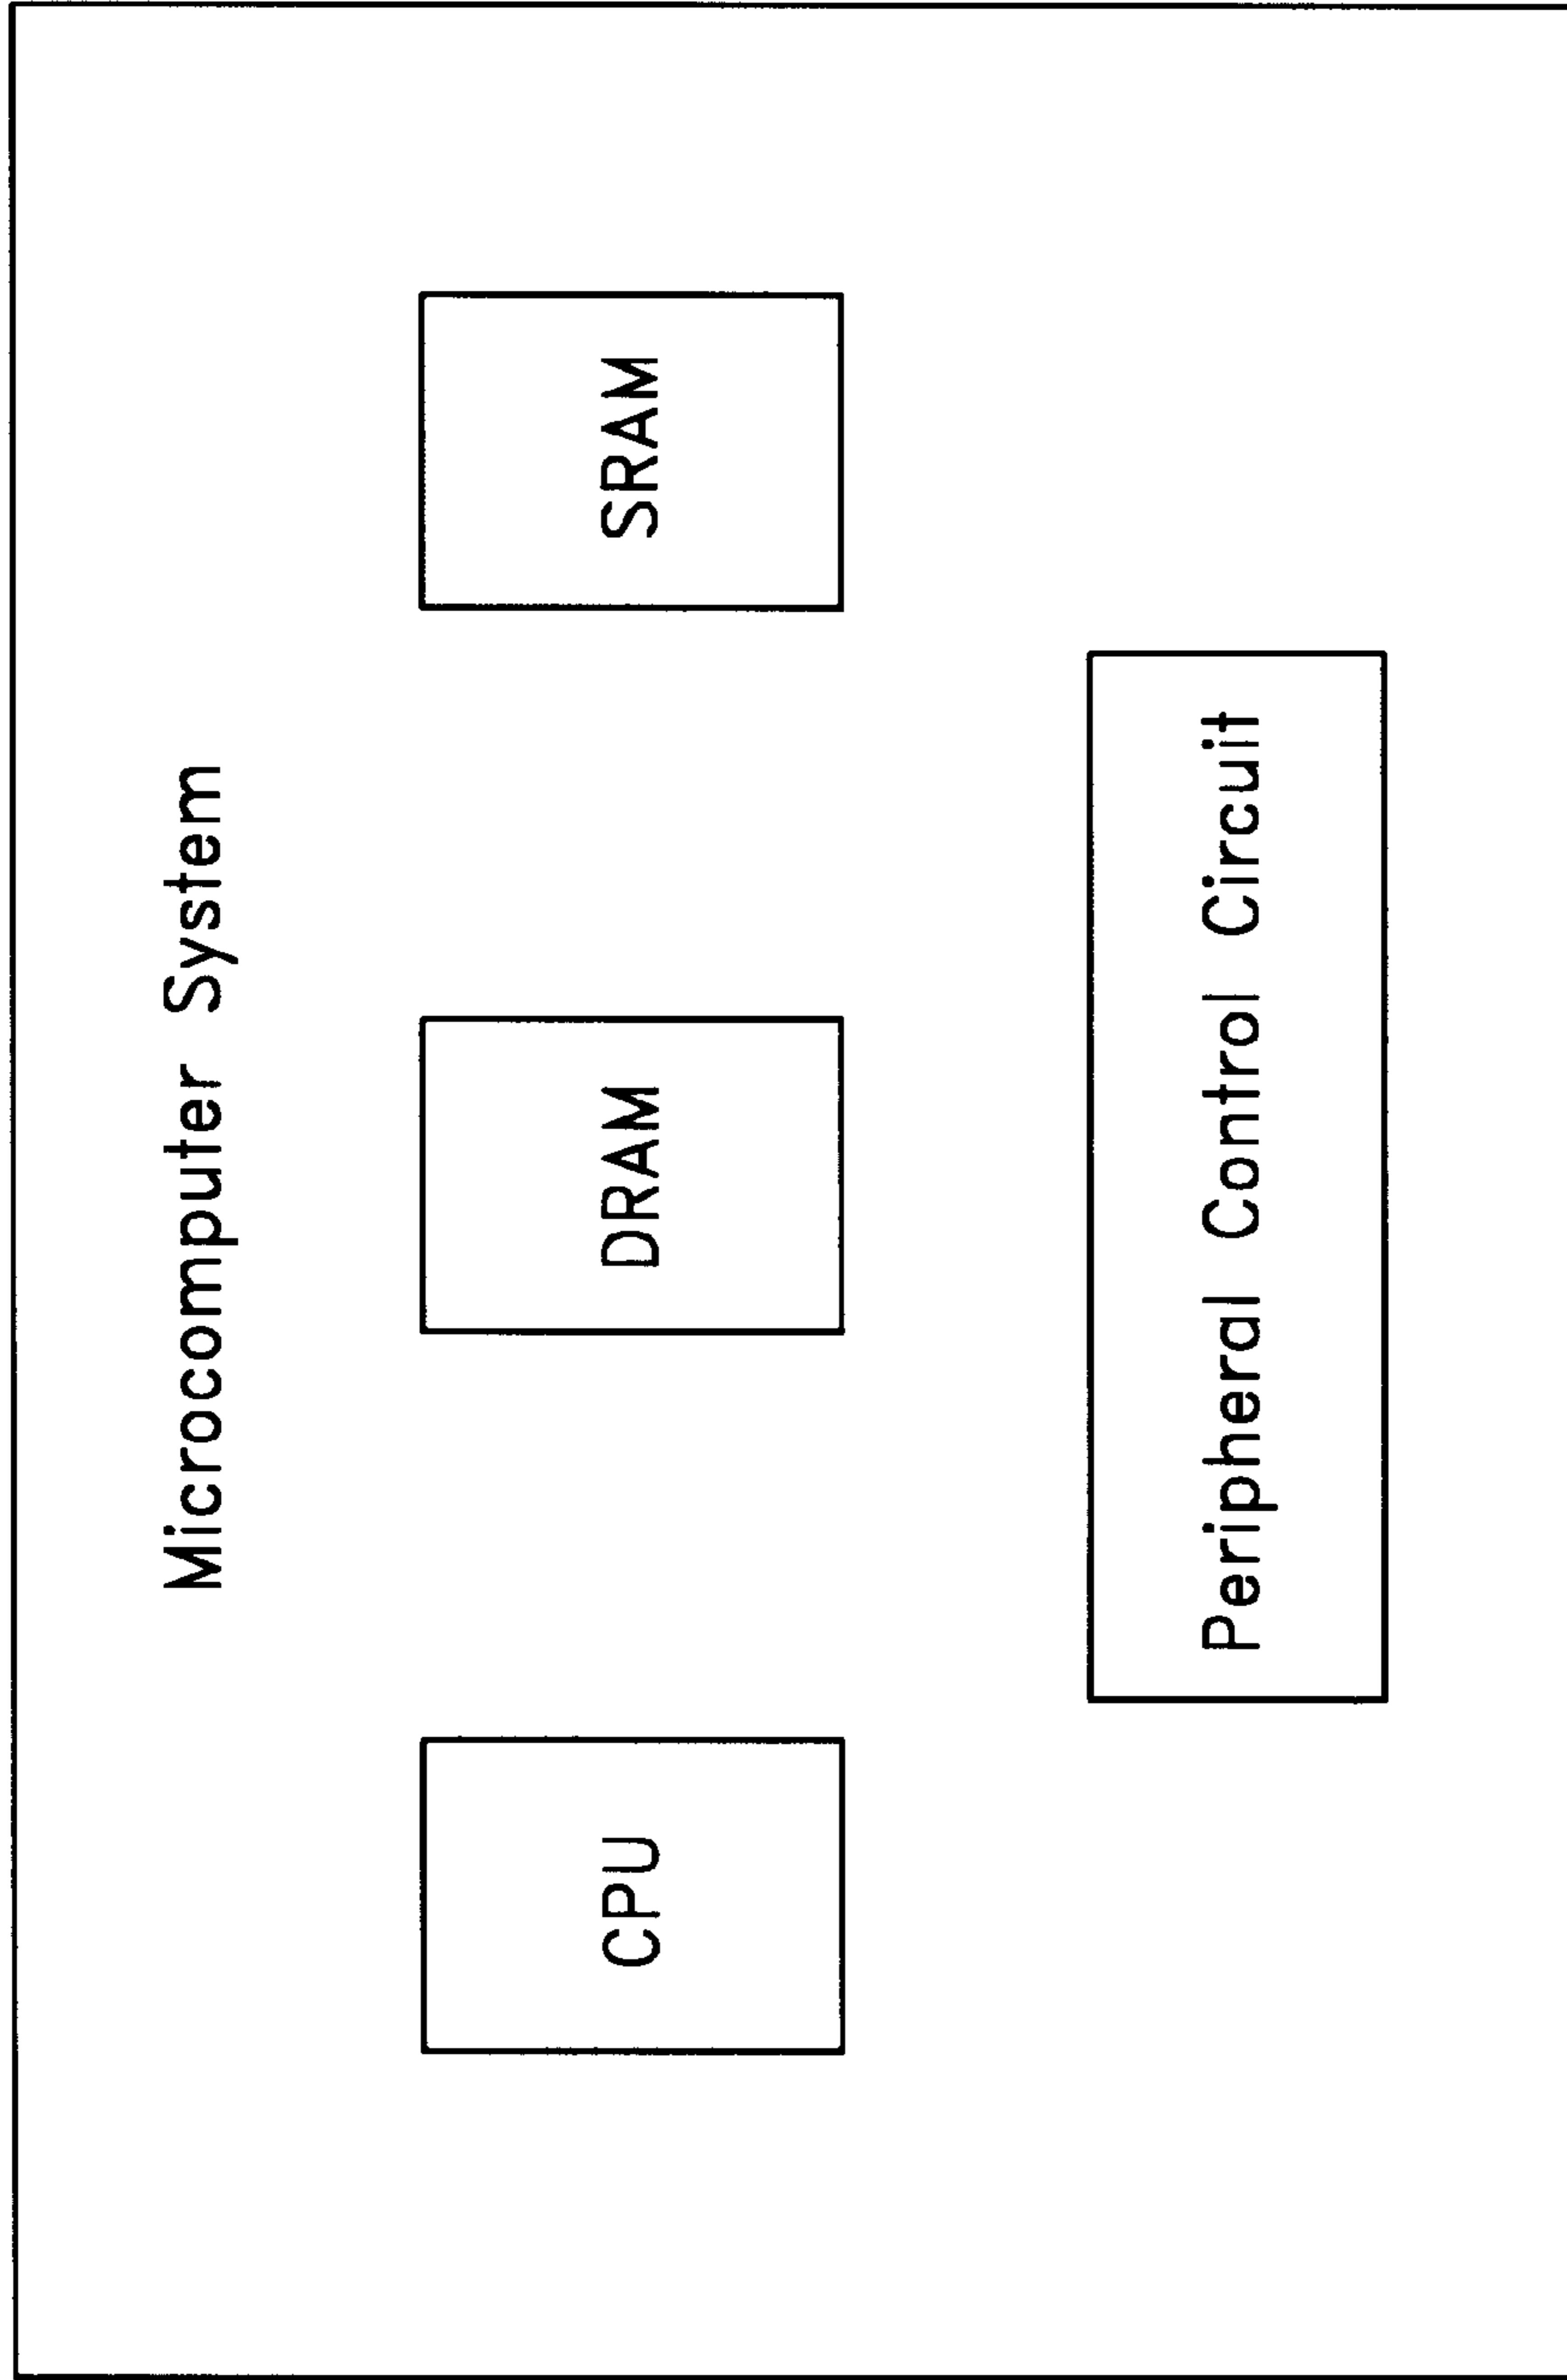 Microcomputer System
CPU
DRAM
SRAM
Peripheral Control Circuit